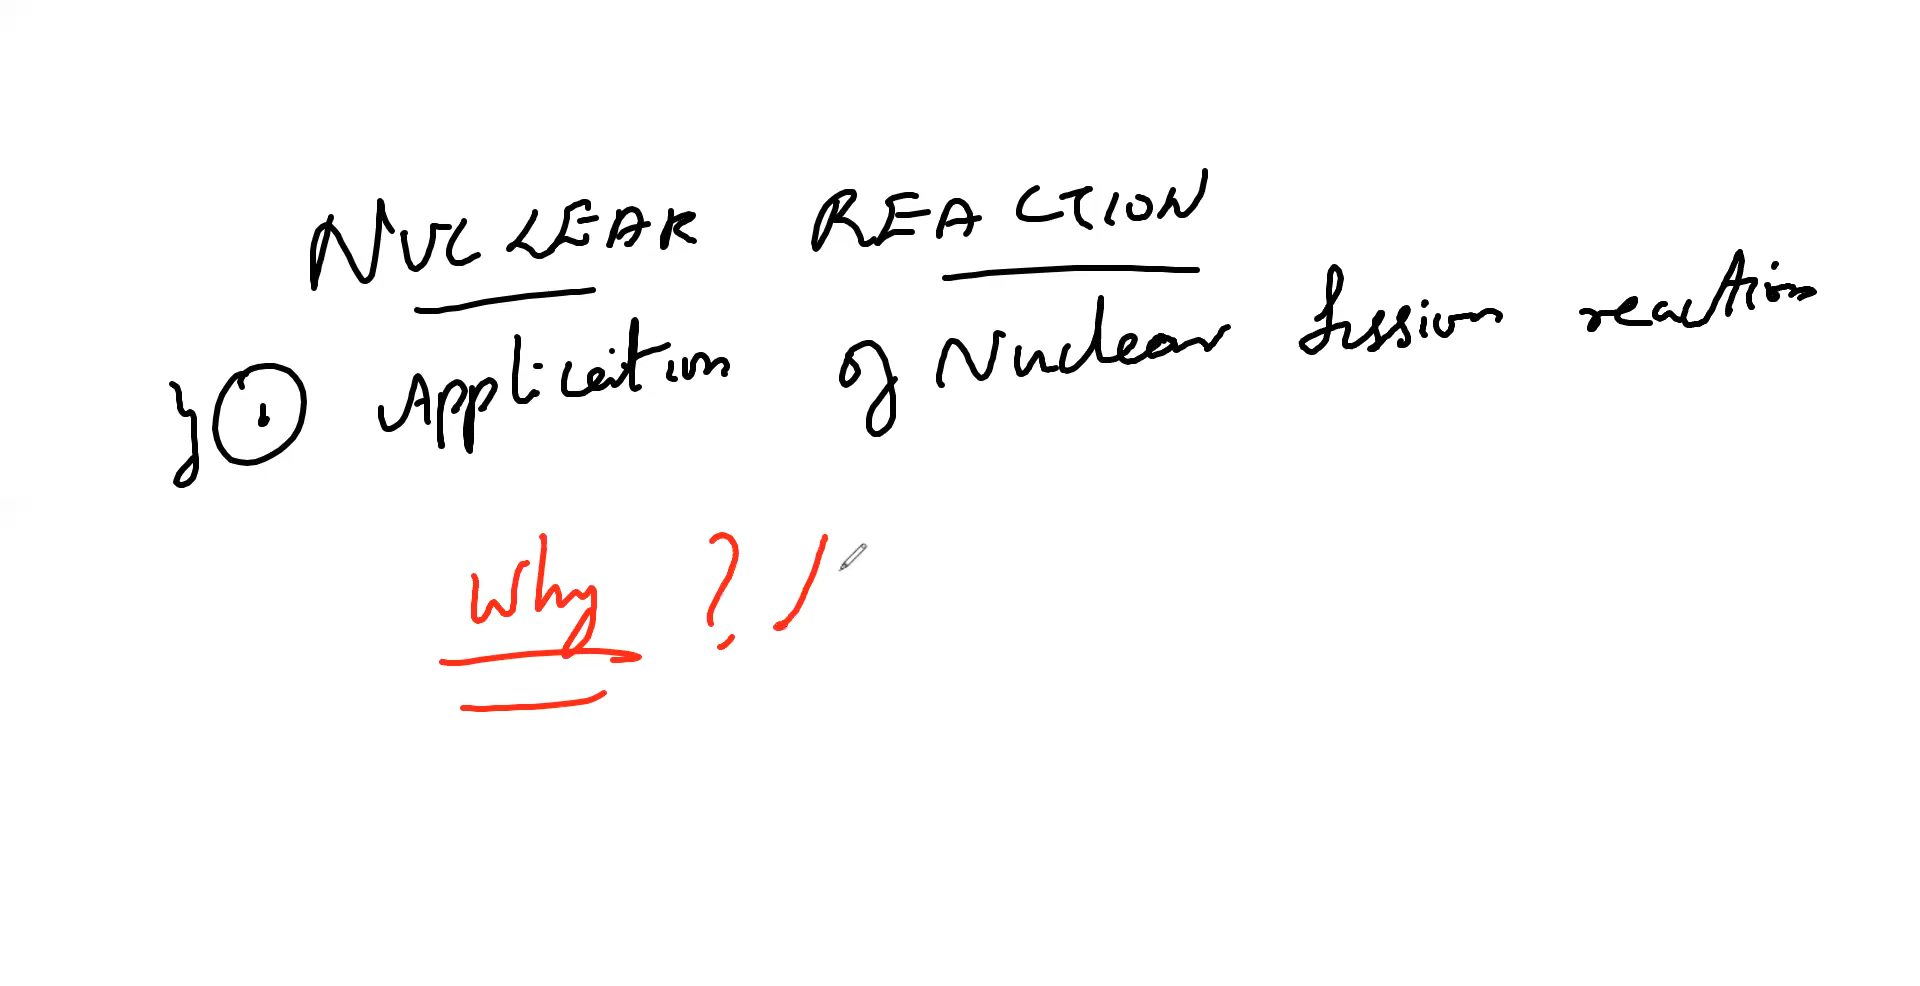 NUCLEAR REACTION
① Application of Nuclear fission reaction
Why ? /